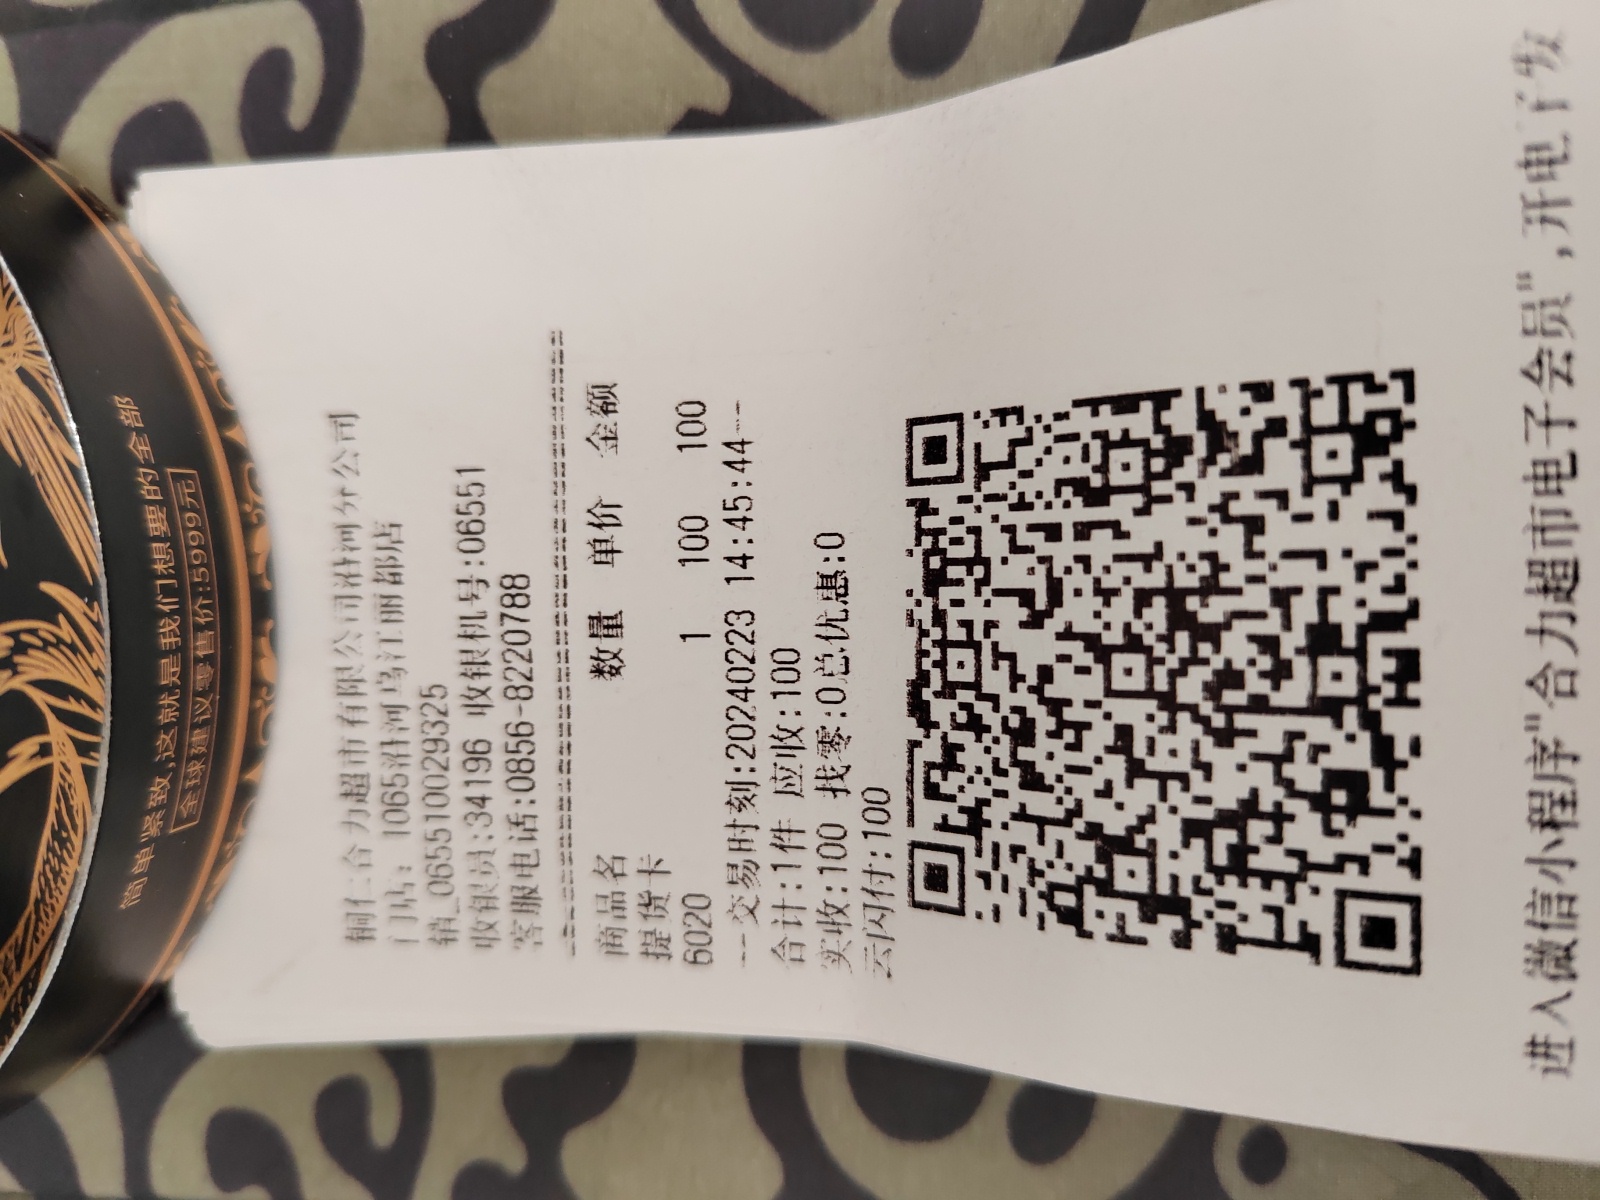 简单紧致,这就是我们想要的全部
全球建议零售价:59999元
铜仁合力超市有限公司沿河分公司
门店: 1065沿河乌江丽都店
销_0655100029325
收银员:34196 收银机号:06551
客服电话:0856-8220788
商品名 数量 单价 金额
提货卡
6020 1 100 100
--交易时刻:20240223 14:45:44--
合计:1件 应收:100
实收:100 找零:0总优惠:0
云闪付:100
进入微信小程序"合力超市电子会员",开电子发